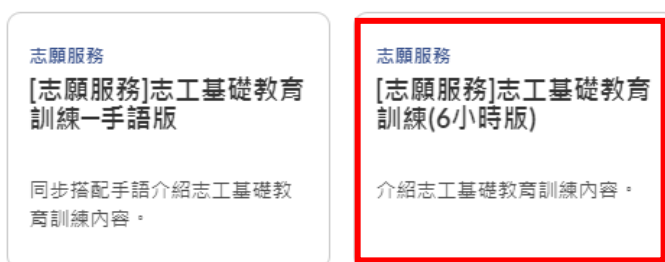 志願服務
[志願服務]志工基礎教育
訓練—手語版
同步搭配手語介紹志工基礎教
育訓練內容。
志願服務
[志願服務]志工基礎教育
訓練(6小時版)
介紹志工基礎教育訓練內容。